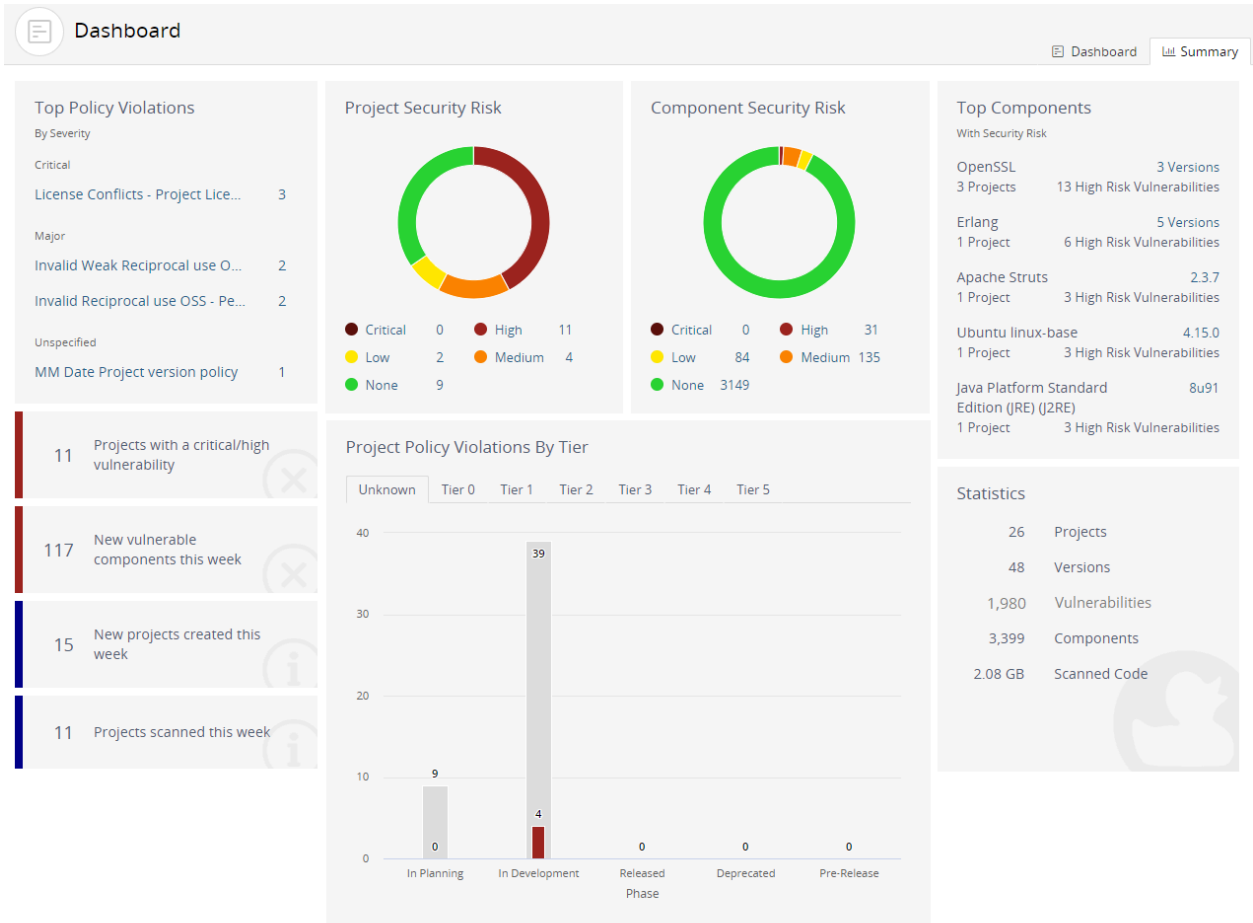 Dashboard
Dashboard
Summary
Top Policy Violations
By Severity
Critical
License Conflicts - Project Lice... 3
Major
Invalid Weak Reciprocal use O... 2
Invalid Reciprocal use OSS - Pe... 2
Unspecified
MM Date Project version policy 1
11 Projects with a critical/high
vulnerability
117 New vulnerable
components this week
15 New projects created this
week
11 Projects scanned this week
Project Security Risk
Critical 0 High 11
Low 2 Medium 4
None 9
Component Security Risk
Critical 0 High 31
Low 84 Medium 135
None 3149
Project Policy Violations By Tier
Unknown Tier 0 Tier 1 Tier 2 Tier 3 Tier 4 Tier 5
40
39
30
20
10
9
4
0 0 0 0 0
In Planning In Development Released Deprecated Pre-Release
Phase
Top Components
With Security Risk
OpenSSL 3 Versions
3 Projects 13 High Risk Vulnerabilities
Erlang 5 Versions
1 Project 6 High Risk Vulnerabilities
Apache Struts 2.3.7
1 Project 3 High Risk Vulnerabilities
Ubuntu linux-base 4.15.0
1 Project 3 High Risk Vulnerabilities
Java Platform Standard 8u91
Edition (JRE) (J2RE)
1 Project 3 High Risk Vulnerabilities
Statistics
26 Projects
48 Versions
1,980 Vulnerabilities
3,399 Components
2.08 GB Scanned Code